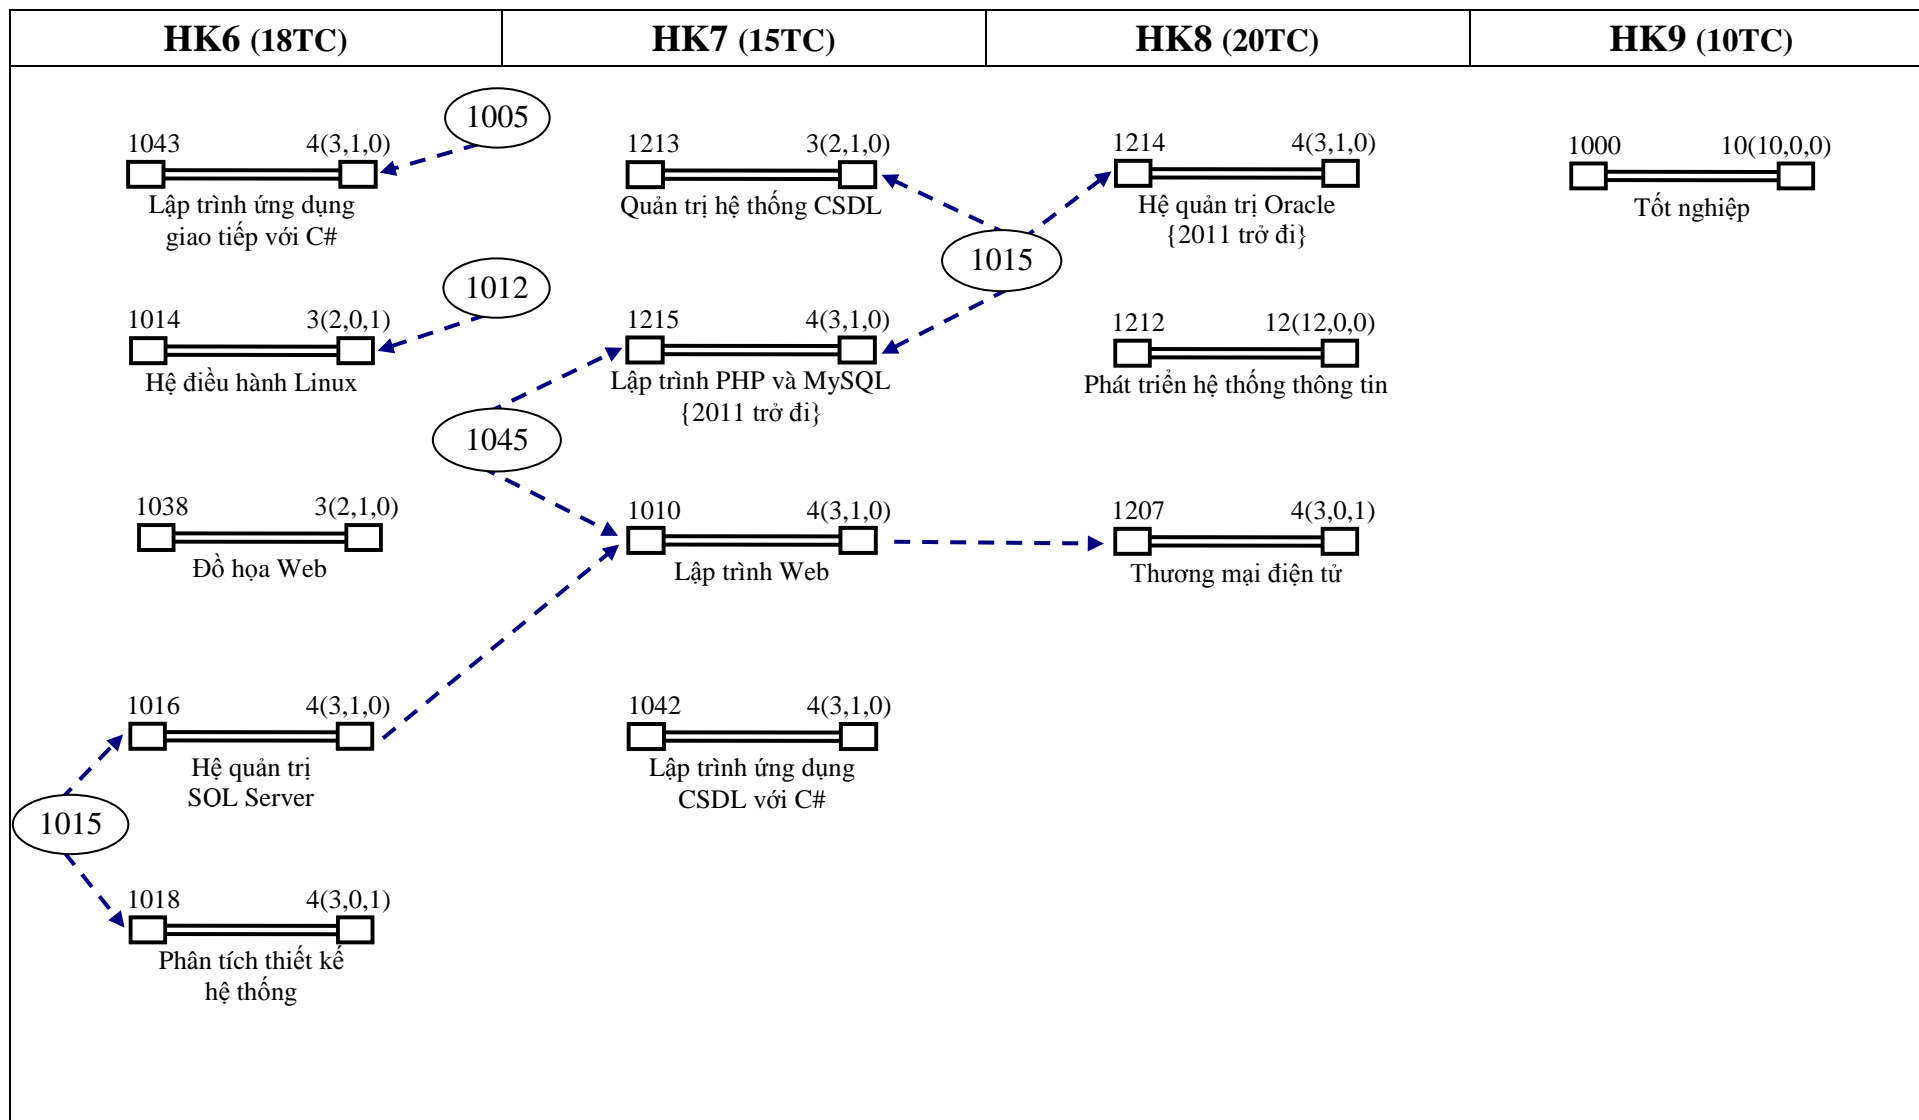 HK6 (18TC)
HK7 (15TC)
HK8 (20TC)
HK9 (10TC)
1005
1043 4(3,1,0)
Lập trình ứng dụng
giao tiếp với C#
1012
1014 3(2,0,1)
Hệ điều hành Linux
1038 3(2,1,0)
Đồ họa Web
1016 4(3,1,0)
Hệ quản trị
SQL Server
1015
1018 4(3,0,1)
Phân tích thiết kế
hệ thống
1213 3(2,1,0)
Quản trị hệ thống CSDL
1015
1215 4(3,1,0)
Lập trình PHP và MySQL
{2011 trở đi}
1045
1010 4(3,1,0)
Lập trình Web
1042 4(3,1,0)
Lập trình ứng dụng
CSDL với C#
1214 4(3,1,0)
Hệ quản trị Oracle
{2011 trở đi}
1212 12(12,0,0)
Phát triển hệ thống thông tin
1207 4(3,0,1)
Thương mại điện tử
1000 10(10,0,0)
Tốt nghiệp